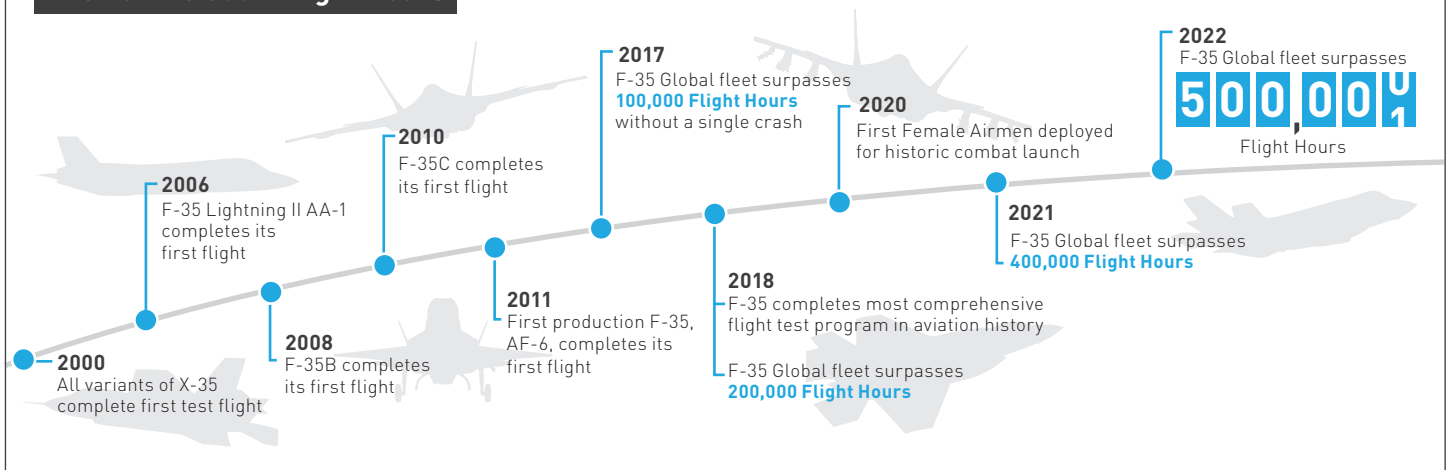 2000
All variants of X-35
complete first test flight
2006
F-35 Lightning II AA-1
completes its
first flight
2008
F-35B completes
its first flight
2010
F-35C completes
its first flight
2011
First production F-35,
AF-6, completes its
first flight
2017
F-35 Global fleet surpasses
100,000 Flight Hours
without a single crash
2018
F-35 completes most comprehensive
flight test program in aviation history
F-35 Global fleet surpasses
200,000 Flight Hours
2020
First Female Airmen deployed
for historic combat launch
2021
F-35 Global fleet surpasses
400,000 Flight Hours
2022
F-35 Global fleet surpasses
500,00
Flight Hours